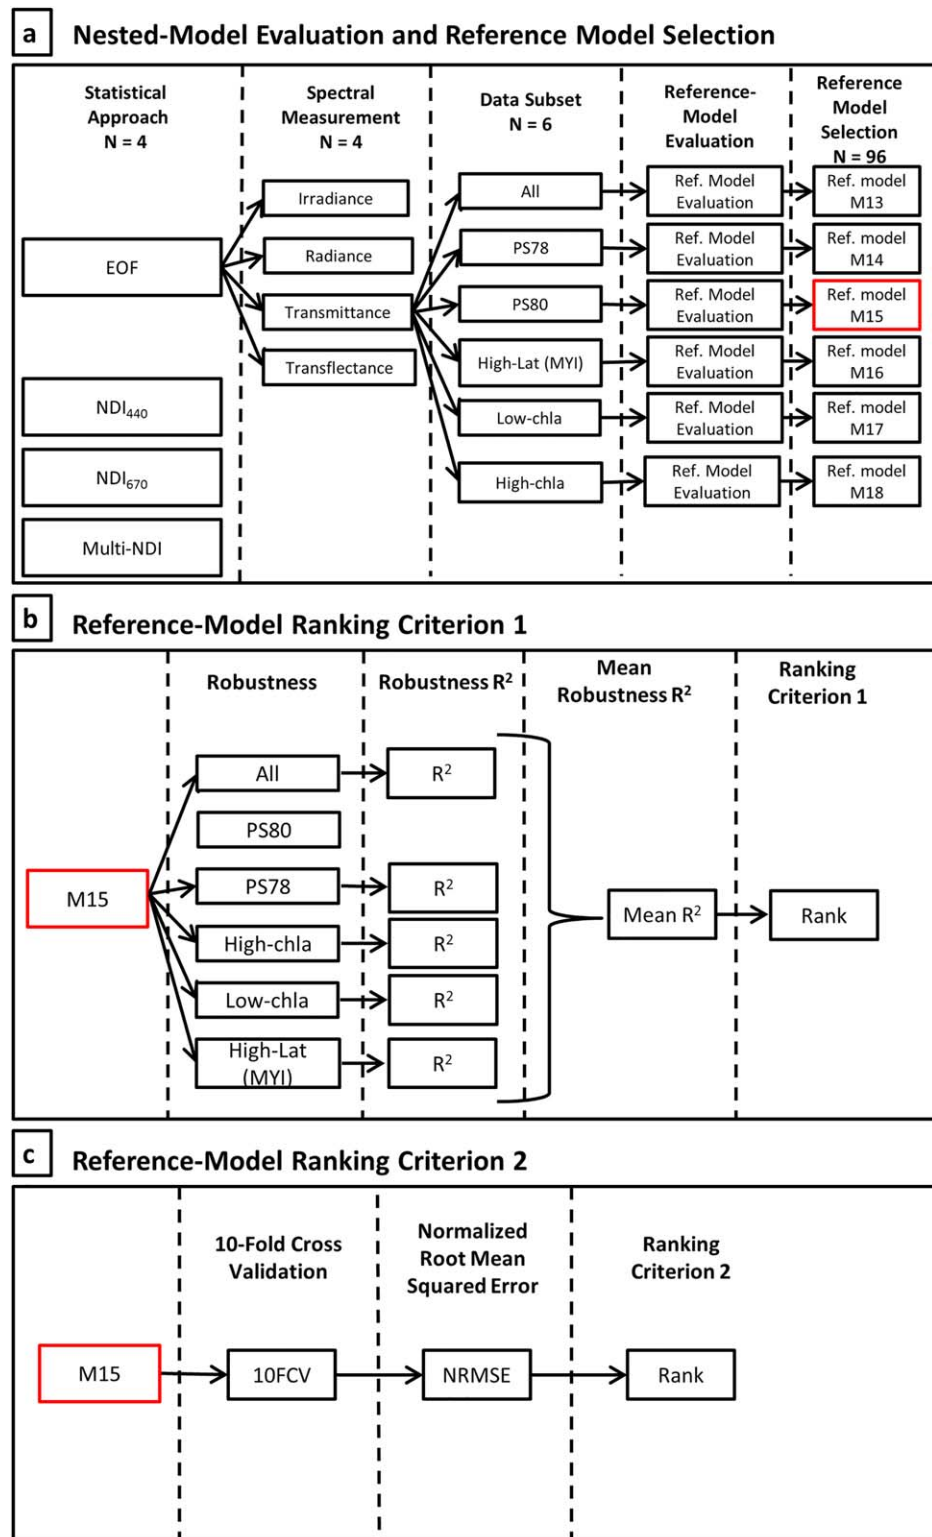 a Nested-Model Evaluation and Reference Model Selection
Statistical
Approach
N = 4
Spectral
Measurement
N = 4
Data Subset
N = 6
Reference-
Model
Evaluation
Reference
Model
Selection
N = 96
EOF
NDI440
NDI670
Multi-NDI
Irradiance
Radiance
Transmittance
Transflectance
All
PS78
PS80
High-Lat (MYI)
Low-chla
High-chla
Ref. Model
Evaluation
Ref. Model
Evaluation
Ref. Model
Evaluation
Ref. Model
Evaluation
Ref. Model
Evaluation
Ref. Model
Evaluation
Ref. model
M13
Ref. model
M14
Ref. model
M15
Ref. model
M16
Ref. model
M17
Ref. model
M18
b Reference-Model Ranking Criterion 1
Robustness
Robustness R²
Mean
Robustness R²
Ranking
Criterion 1
M15
All
PS80
PS78
High-chla
Low-chla
High-Lat
(MYI)
R²
R²
R²
R²
R²
Mean R²
Rank
c Reference-Model Ranking Criterion 2
10-Fold Cross
Validation
Normalized
Root Mean
Squared Error
Ranking
Criterion 2
M15
10FCV
NRMSE
Rank